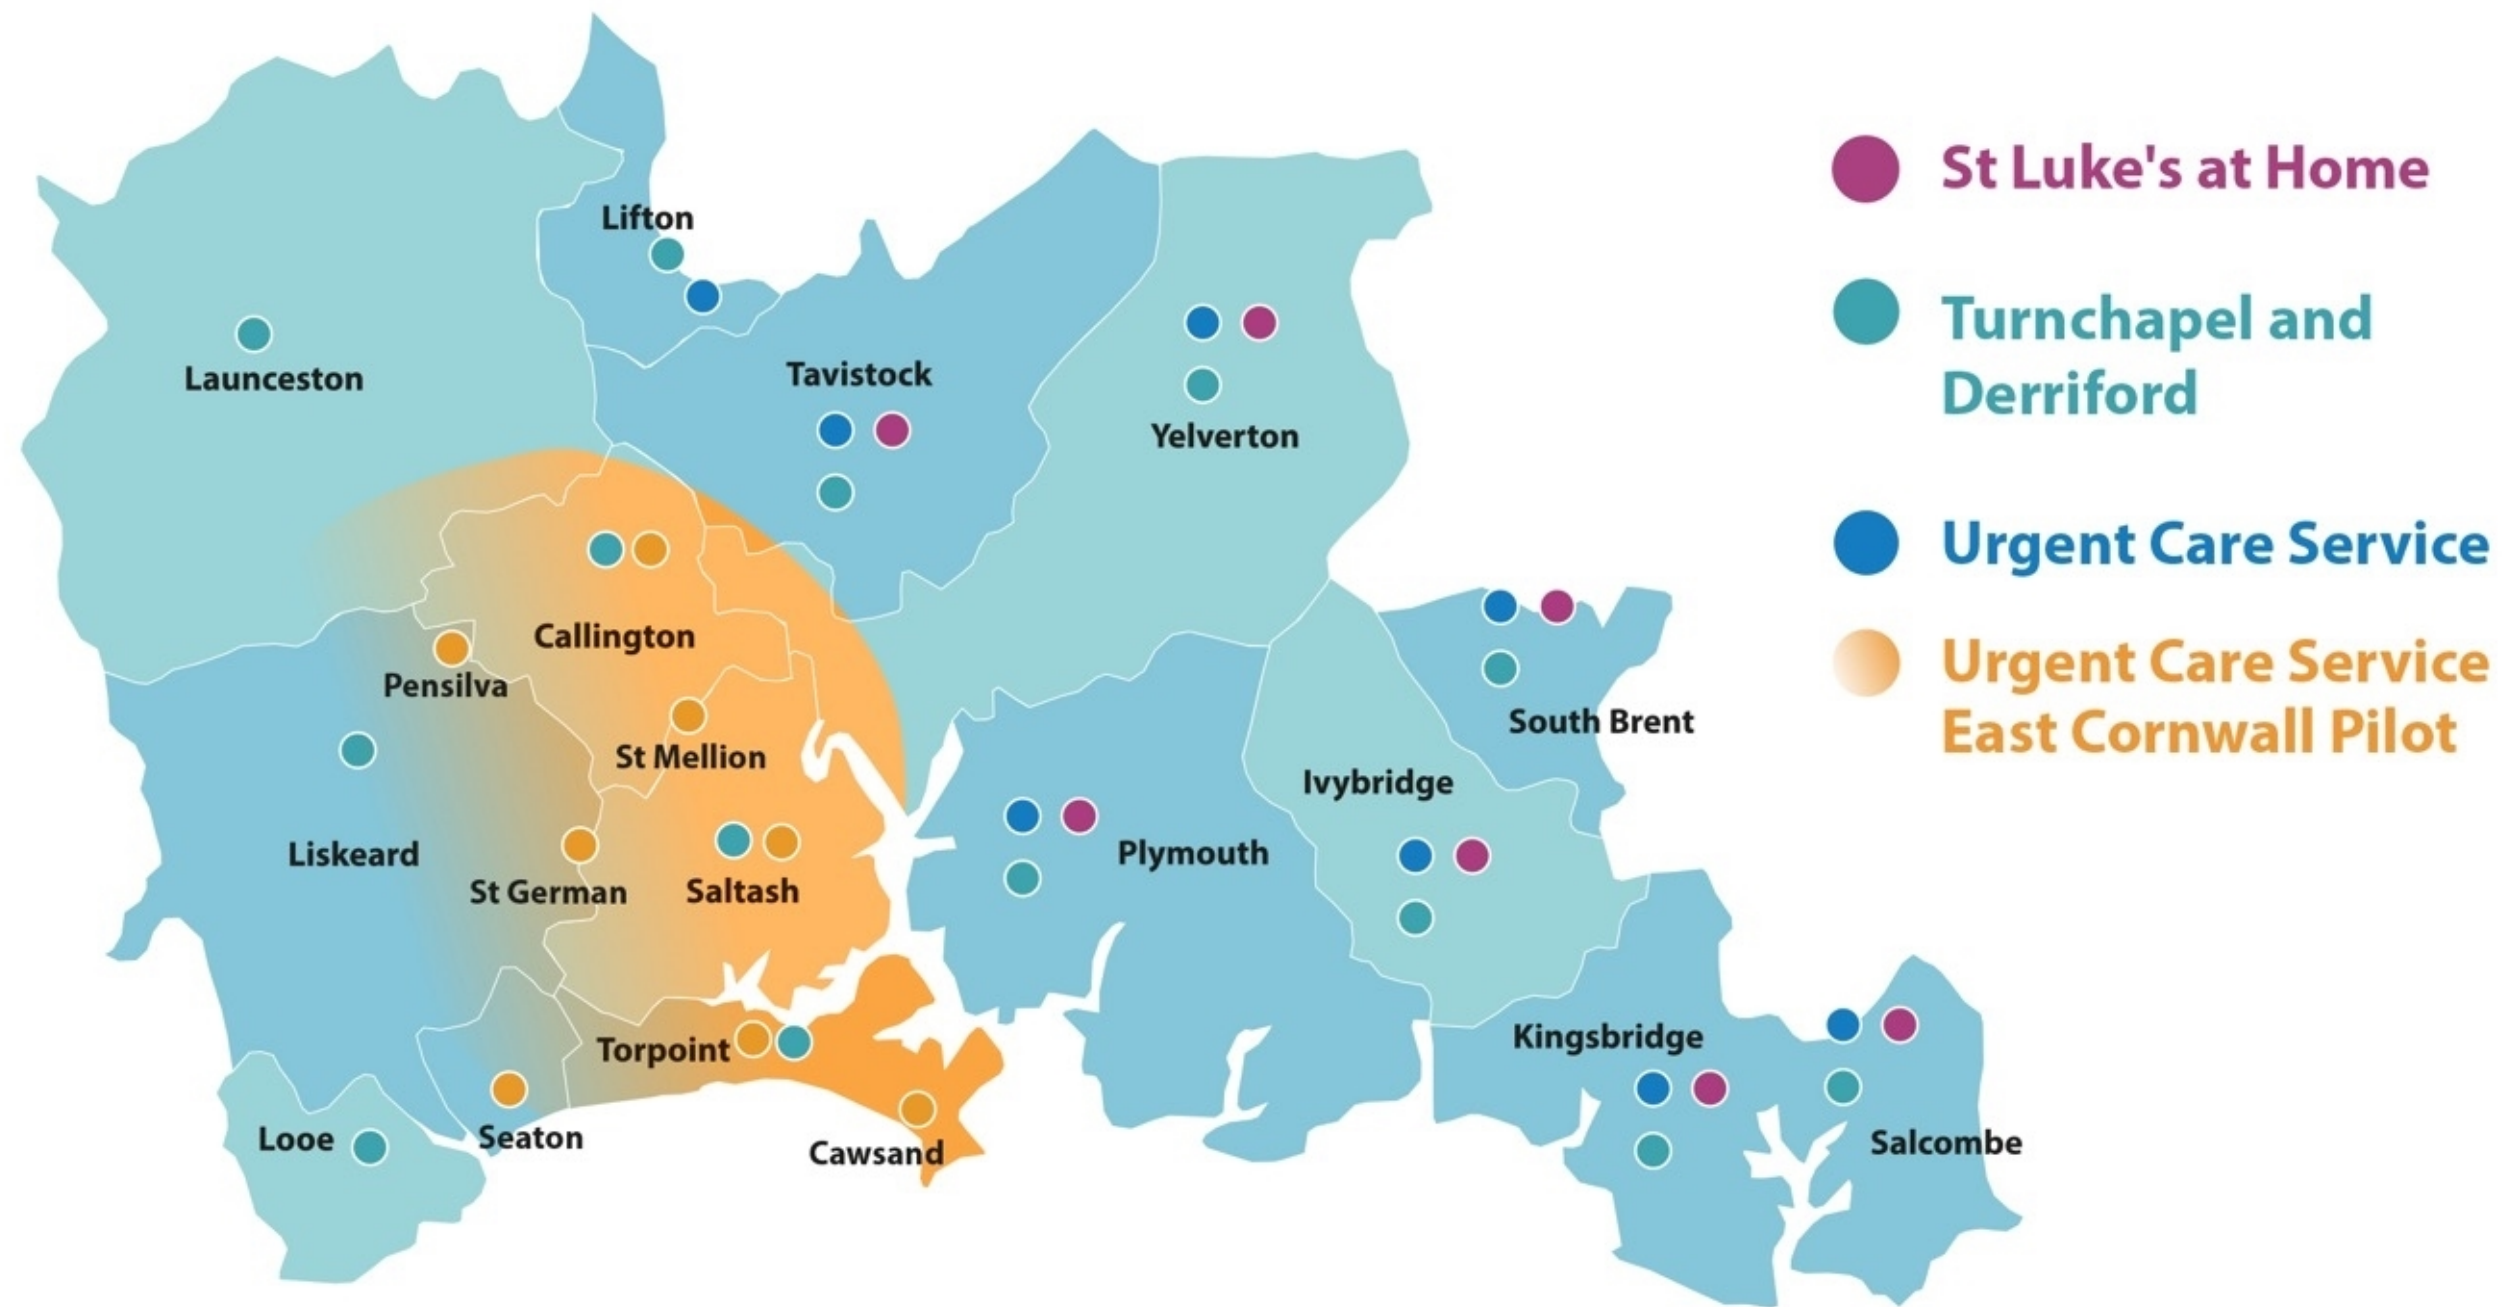 Lifton
Launceston
Tavistock
Yelverton
Callington
Pensilva
St Mellion
South Brent
Ivybridge
Liskeard
St German
Saltash
Plymouth
Torpoint
Kingsbridge
Looe
Seaton
Cawsand
Salcombe
St Luke's at Home
Turnchapel and
Derriford
Urgent Care Service
Urgent Care Service
East Cornwall Pilot